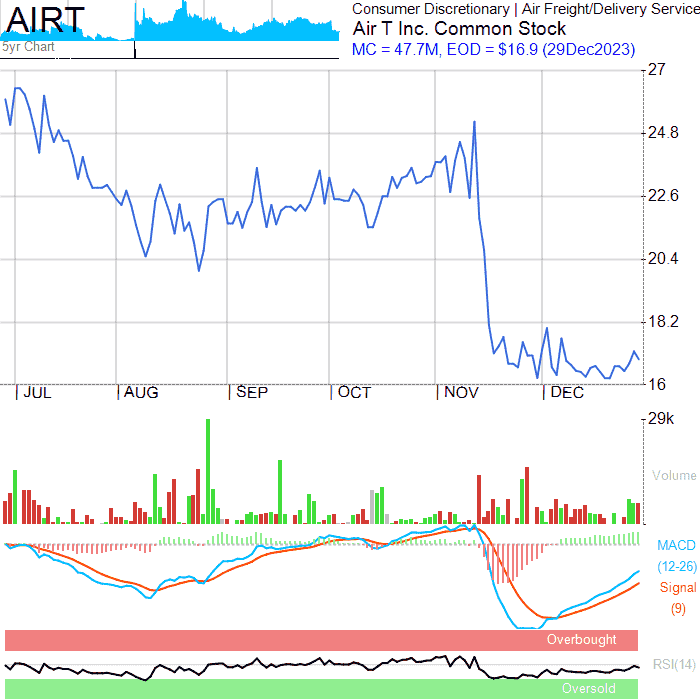 AIRT
5yr Chart
Consumer Discretionary | Air Freight/Delivery Service
Air T Inc. Common Stock
MC = 47.7M, EOD = $16.9 (29Dec2023)
27
24.8
22.6
20.4
18.2
16
JUL AUG SEP OCT NOV DEC
29k
Volume
MACD
(12-26)
Signal
(9)
Overbought
RSI(14)
Oversold